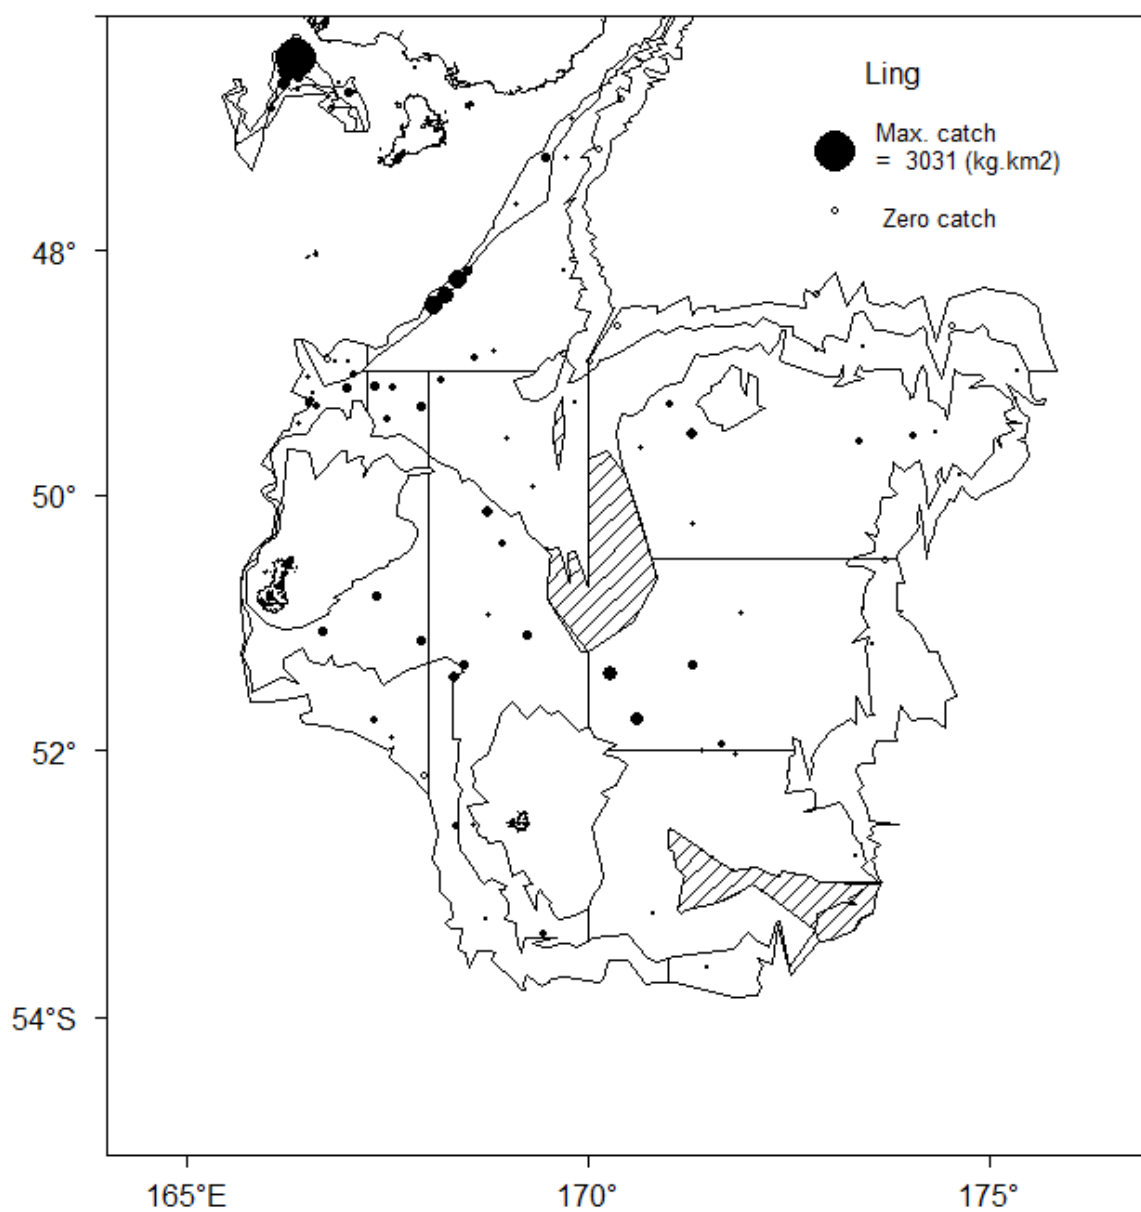 Ling
Max. catch
= 3031 (kg.km2)
Zero catch
48°
50°
52°
54°S
165°E
170°
175°